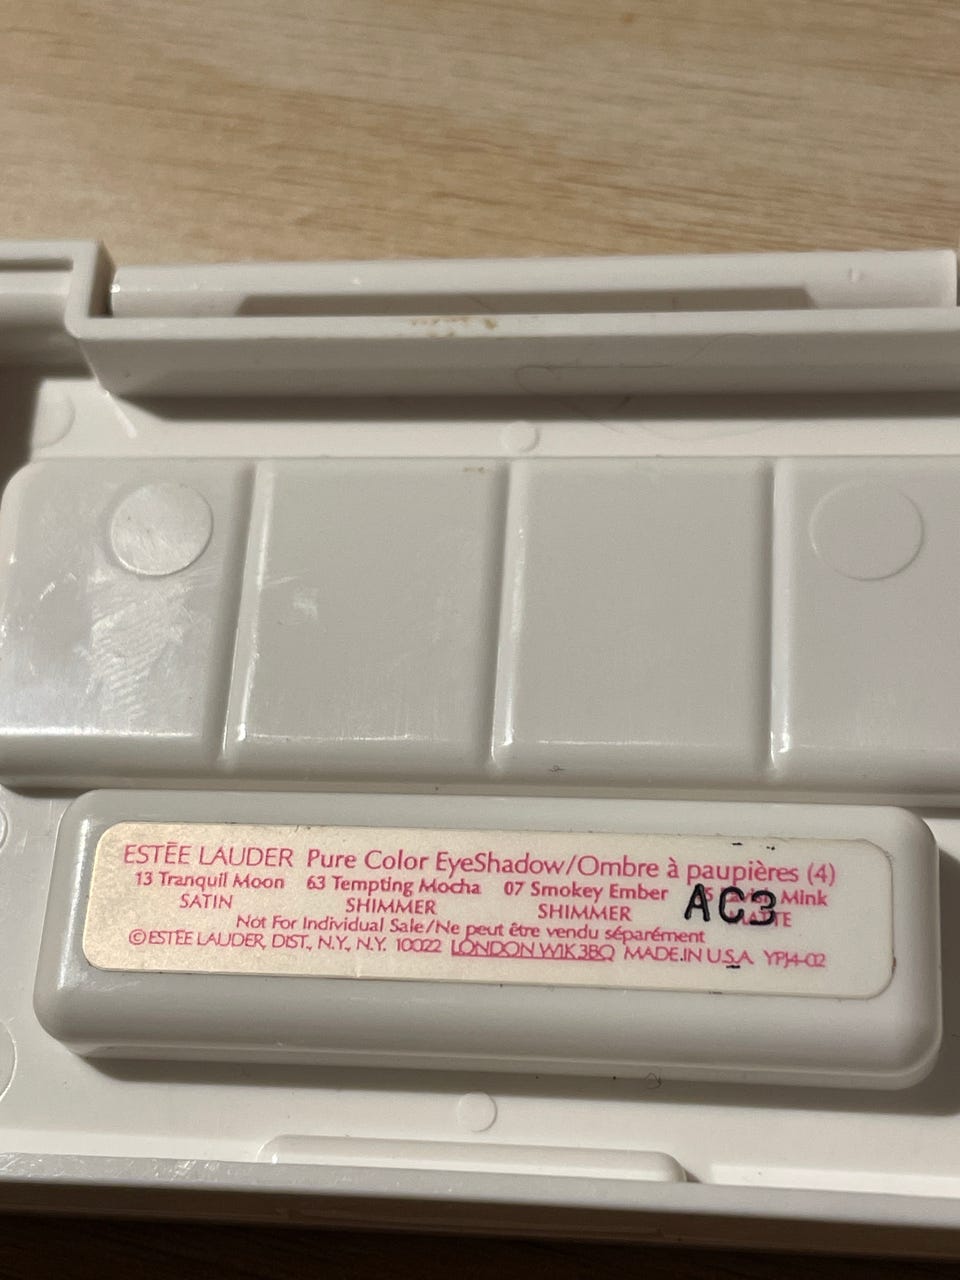 ESTĒE LAUDER Pure Color EyeShadow/Ombre à paupières (4)
13 Tranquil Moon 63 Tempting Mocha 07 Smokey Ember Mink
SATIN SHIMMER SHIMMER
AC3
Not For Individual Sale/Ne peut être vendu séparément
©ESTĒE LAUDER, DIST., N.Y., N.Y. 10022 LONDON W1K 3BQ MADE.IN U.S.A. YPJ4-02